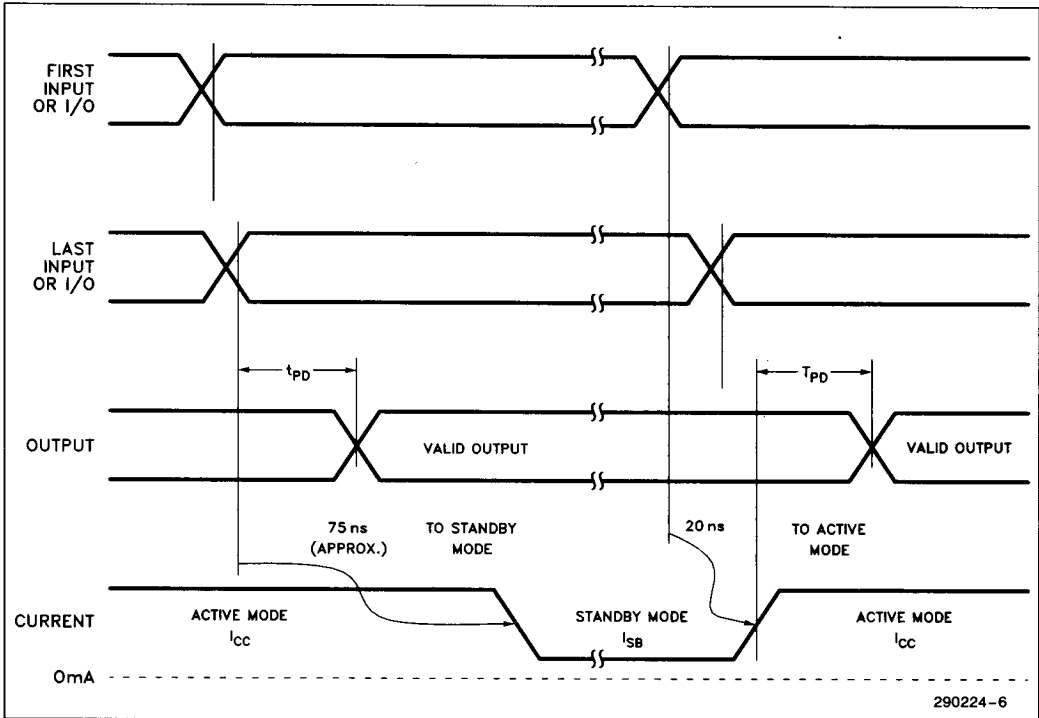 FIRST
INPUT
OR I/O
LAST
INPUT
OR I/O
tPD
TPD
OUTPUT
VALID OUTPUT
VALID OUTPUT
75 ns
(APPROX.)
TO STANDBY
MODE
20 ns
TO ACTIVE
MODE
CURRENT
ACTIVE MODE
ICC
STANDBY MODE
ISB
ACTIVE MODE
ICC
0mA
290224-6